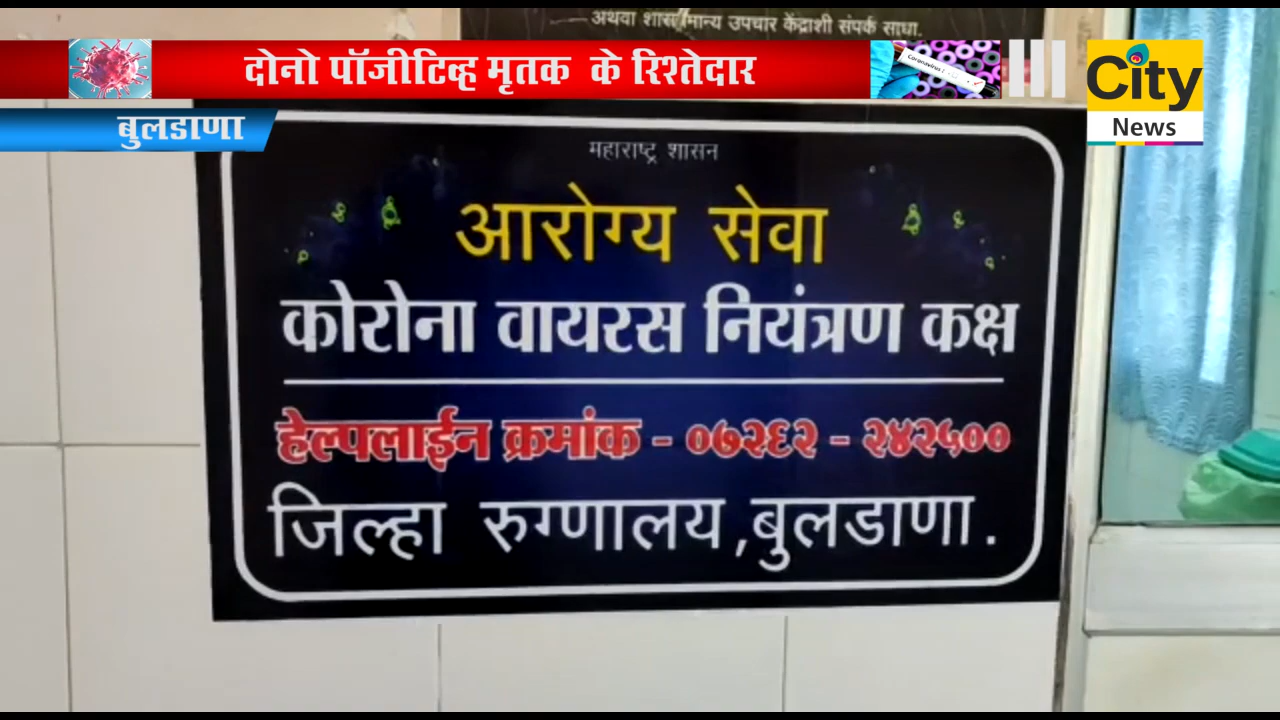 अथवा शासनमान्य उपचार केंद्राशी संपर्क साधा.
दोनो पॉजीटिव्ह मृतक के रिश्तेदार
City
News
बुलडाणा
महाराष्ट्र शासन
आरोग्य सेवा
कोरोना वायरस नियंत्रण कक्ष
हेल्पलाईन क्रमांक - ०७२६२ - २४२५००
जिल्हा रुग्णालय,बुलडाणा.